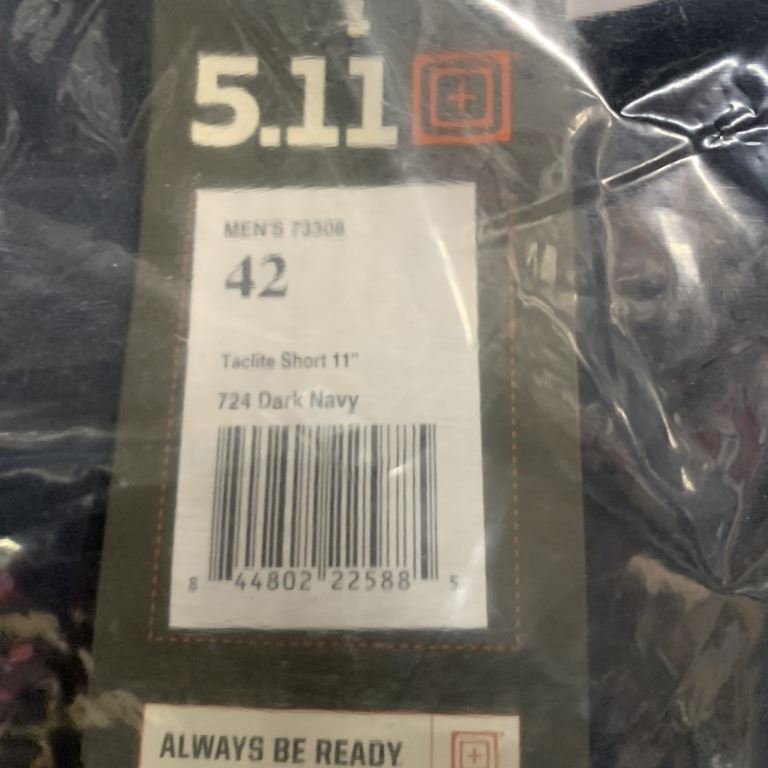 5.11
MEN'S 73308
42
Taclite Short 11"
724 Dark Navy
8 44802 22588 5
ALWAYS BE READY